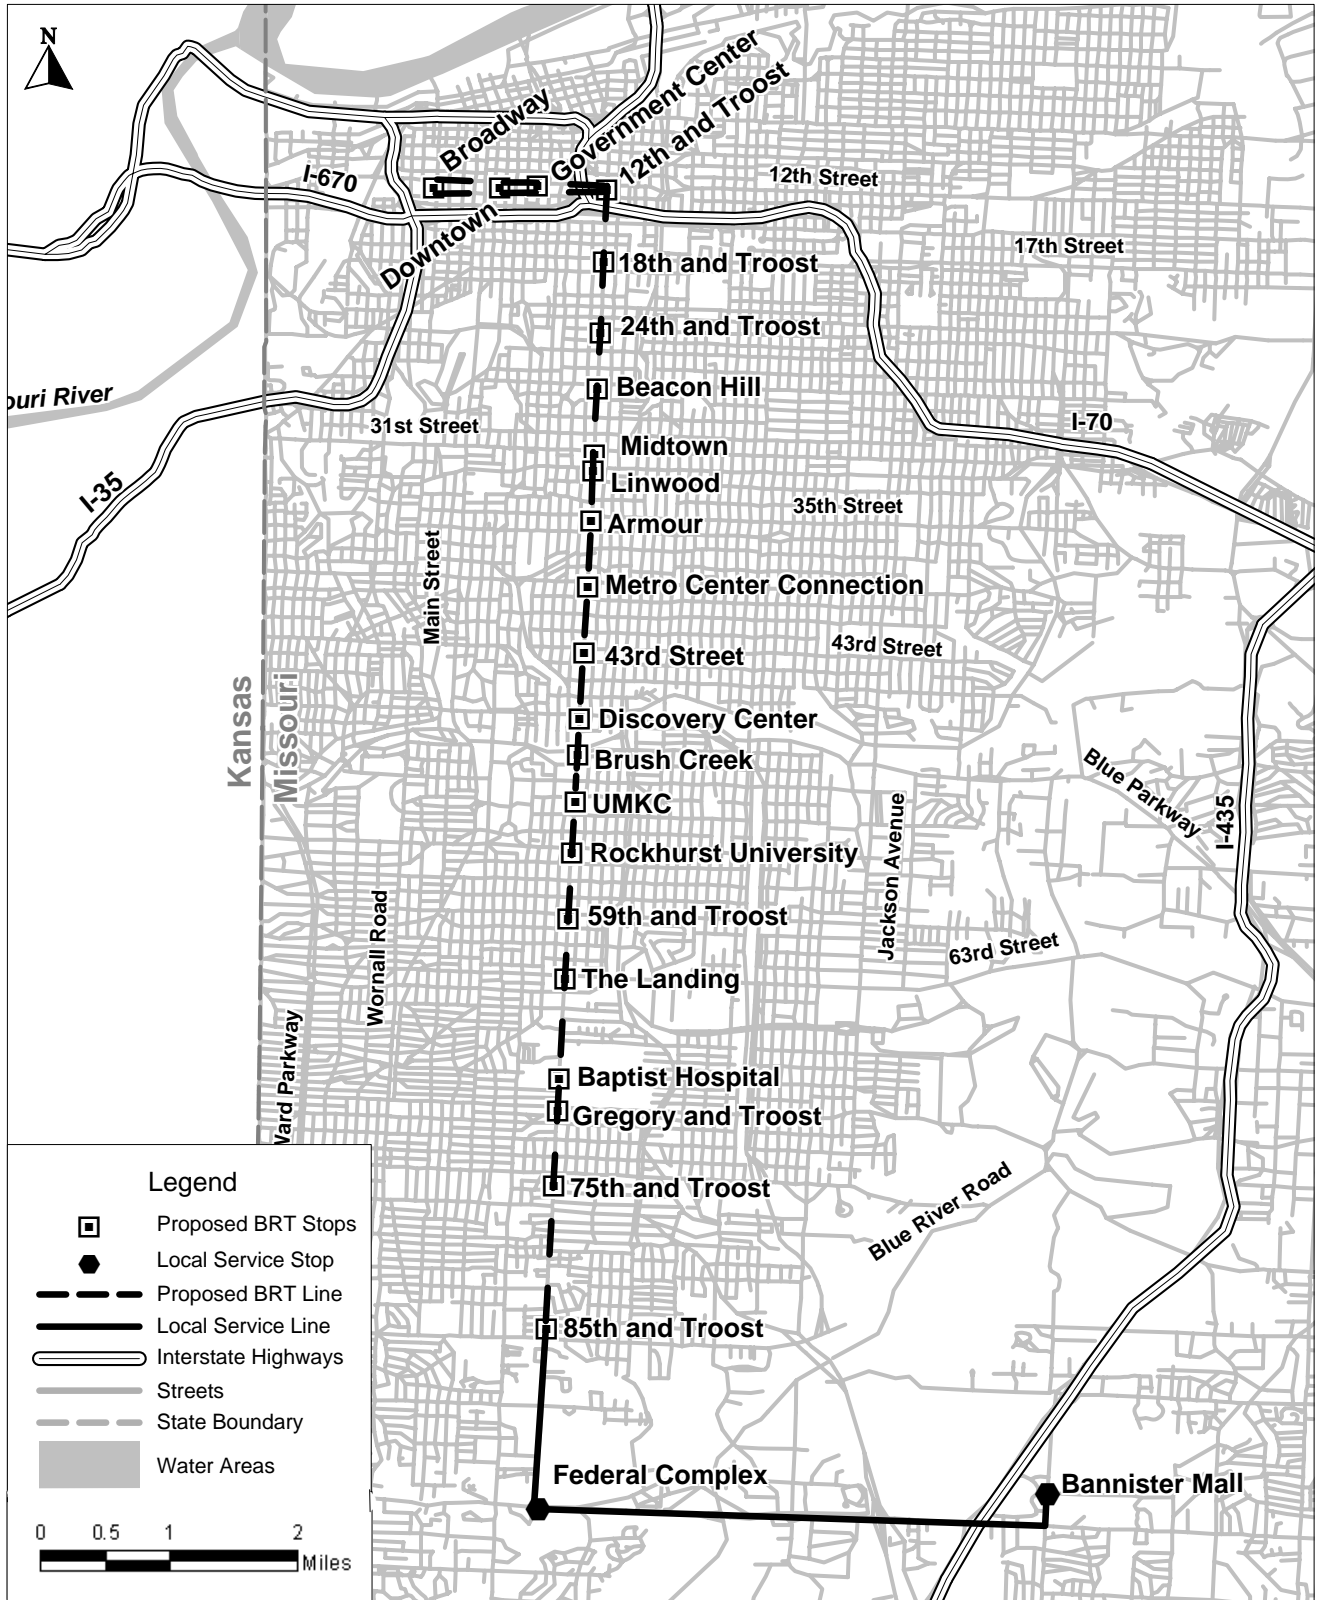 N
Broadway
Government Center
12th and Troost
I-670
12th Street
Downtown
17th Street
18th and Troost
24th and Troost
Beacon Hill
ouri River
31st Street
I-70
Midtown
Linwood
I-35
35th Street
Armour
Main Street
Metro Center Connection
43rd Street
43rd Street
Kansas
Missouri
Discovery Center
Brush Creek
Blue Parkway
UMKC
I-435
Jackson Avenue
Rockhurst University
59th and Troost
Wornall Road
63rd Street
The Landing
Ward Parkway
Baptist Hospital
Gregory and Troost
75th and Troost
Blue River Road
Legend
Proposed BRT Stops
Local Service Stop
Proposed BRT Line
Local Service Line
Interstate Highways
Streets
State Boundary
Water Areas
85th and Troost
Federal Complex
Bannister Mall
0 0.5 1 2
Miles